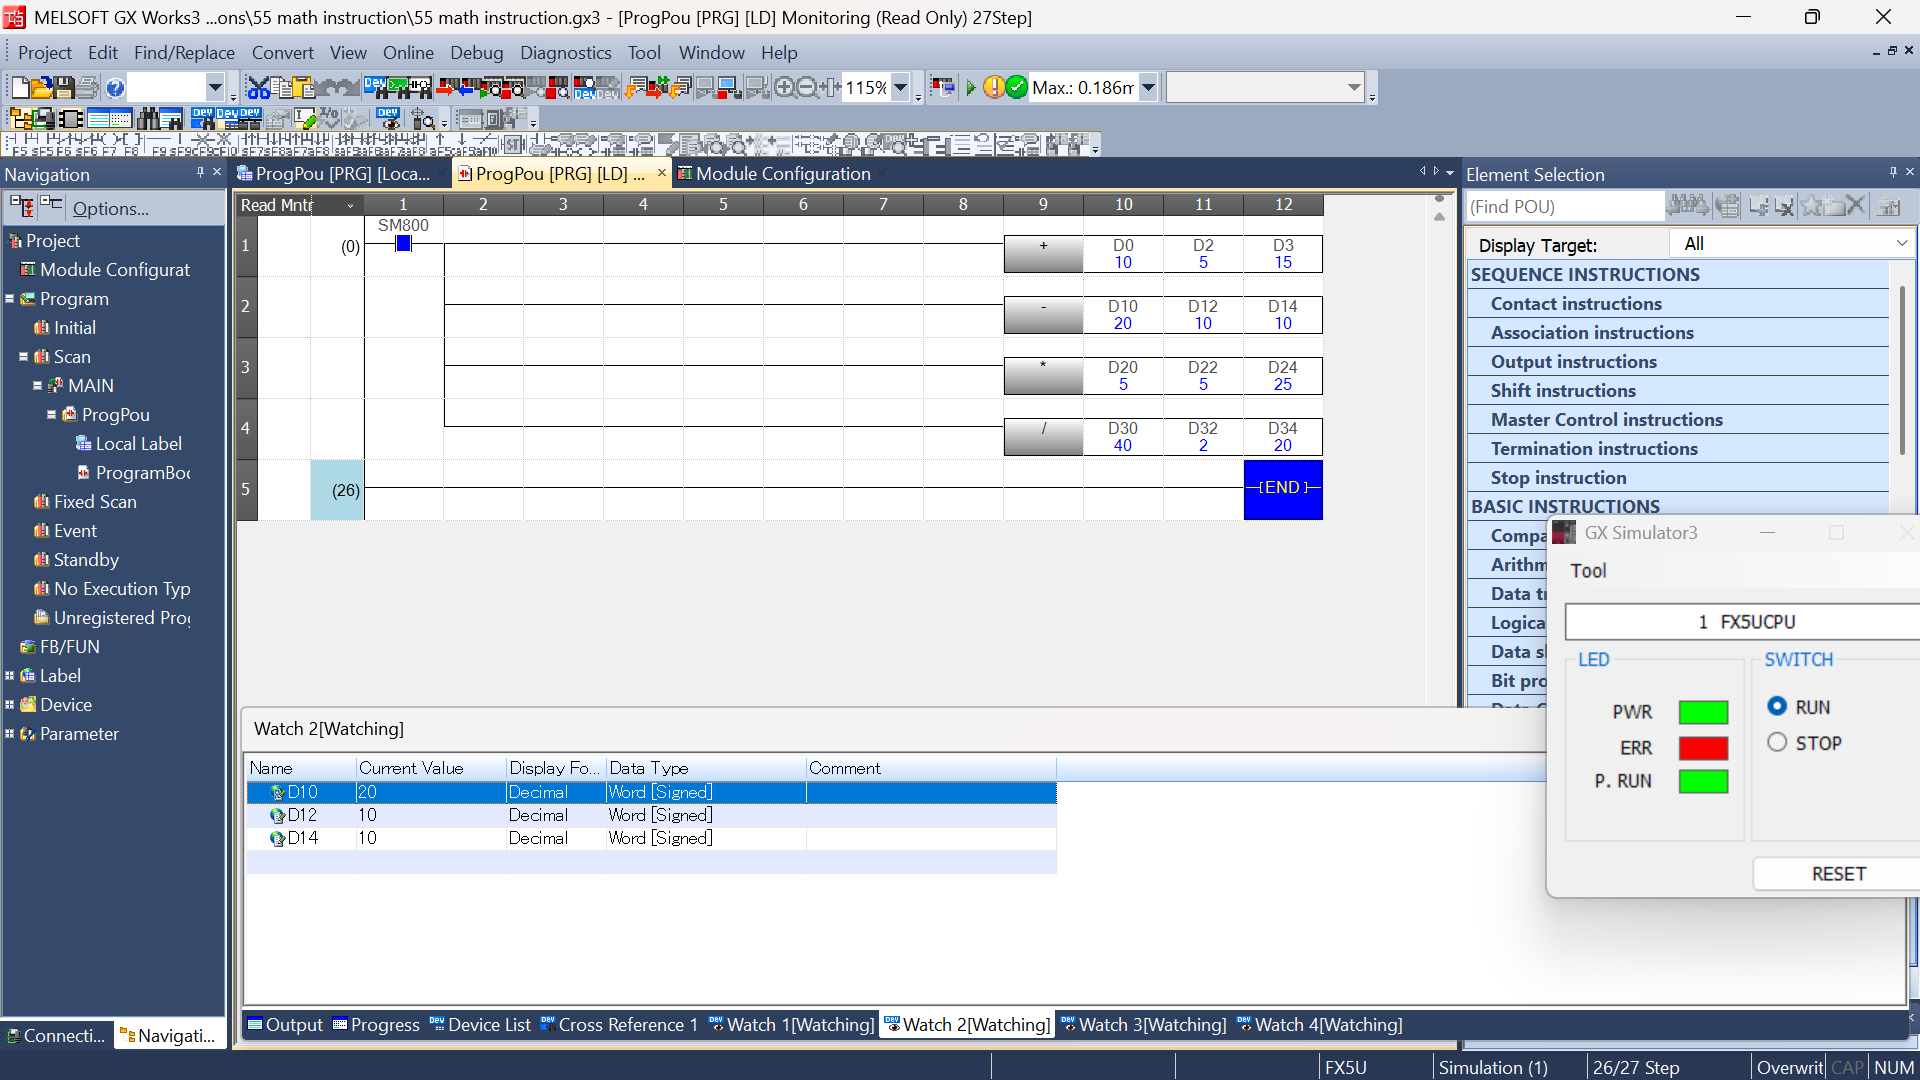 MELSOFT GX Works3 ...ons\55 math instruction\55 math instruction.gx3 - [ProgPou [PRG] [LD] Monitoring (Read Only) 27Step]
Project Edit Find/Replace Convert View Online Debug Diagnostics Tool Window Help
115% Max.: 0.186m
Navigation
Options...
Project
Module Configurat
Program
Initial
Scan
MAIN
ProgPou
Local Label
ProgramBoc
Fixed Scan
Event
Standby
No Execution Typ
Unregistered Prog
FB/FUN
Label
Device
Parameter
Connecti... Navigati...
ProgPou [PRG] [Loca... ProgPou [PRG] [LD] ... Module Configuration
Read Mntr 1 2 3 4 5 6 7 8 9 10 11 12
SM800
1 (0) + D0 D2 D3
10 5 15
2 - D10 D12 D14
20 10 10
3 * D20 D22 D24
5 5 25
4 / D30 D32 D34
40 2 20
5 (26) [END]
Watch 2[Watching]
Name Current Value Display Fo... Data Type Comment
D10 20 Decimal Word [Signed]
D12 10 Decimal Word [Signed]
D14 10 Decimal Word [Signed]
Output Progress Device List Cross Reference 1 Watch 1[Watching] Watch 2[Watching] Watch 3[Watching] Watch 4[Watching]
Element Selection
(Find POU)
Display Target: All
SEQUENCE INSTRUCTIONS
Contact instructions
Association instructions
Output instructions
Shift instructions
Master Control instructions
Termination instructions
Stop instruction
BASIC INSTRUCTIONS
Compa
Arithm
Data t
Logica
Data s
Bit pro
GX Simulator3
Tool
1 FX5UCPU
LED SWITCH
PWR RUN
ERR STOP
P. RUN
RESET
FX5U Simulation (1) 26/27 Step Overwrit CAP NUM